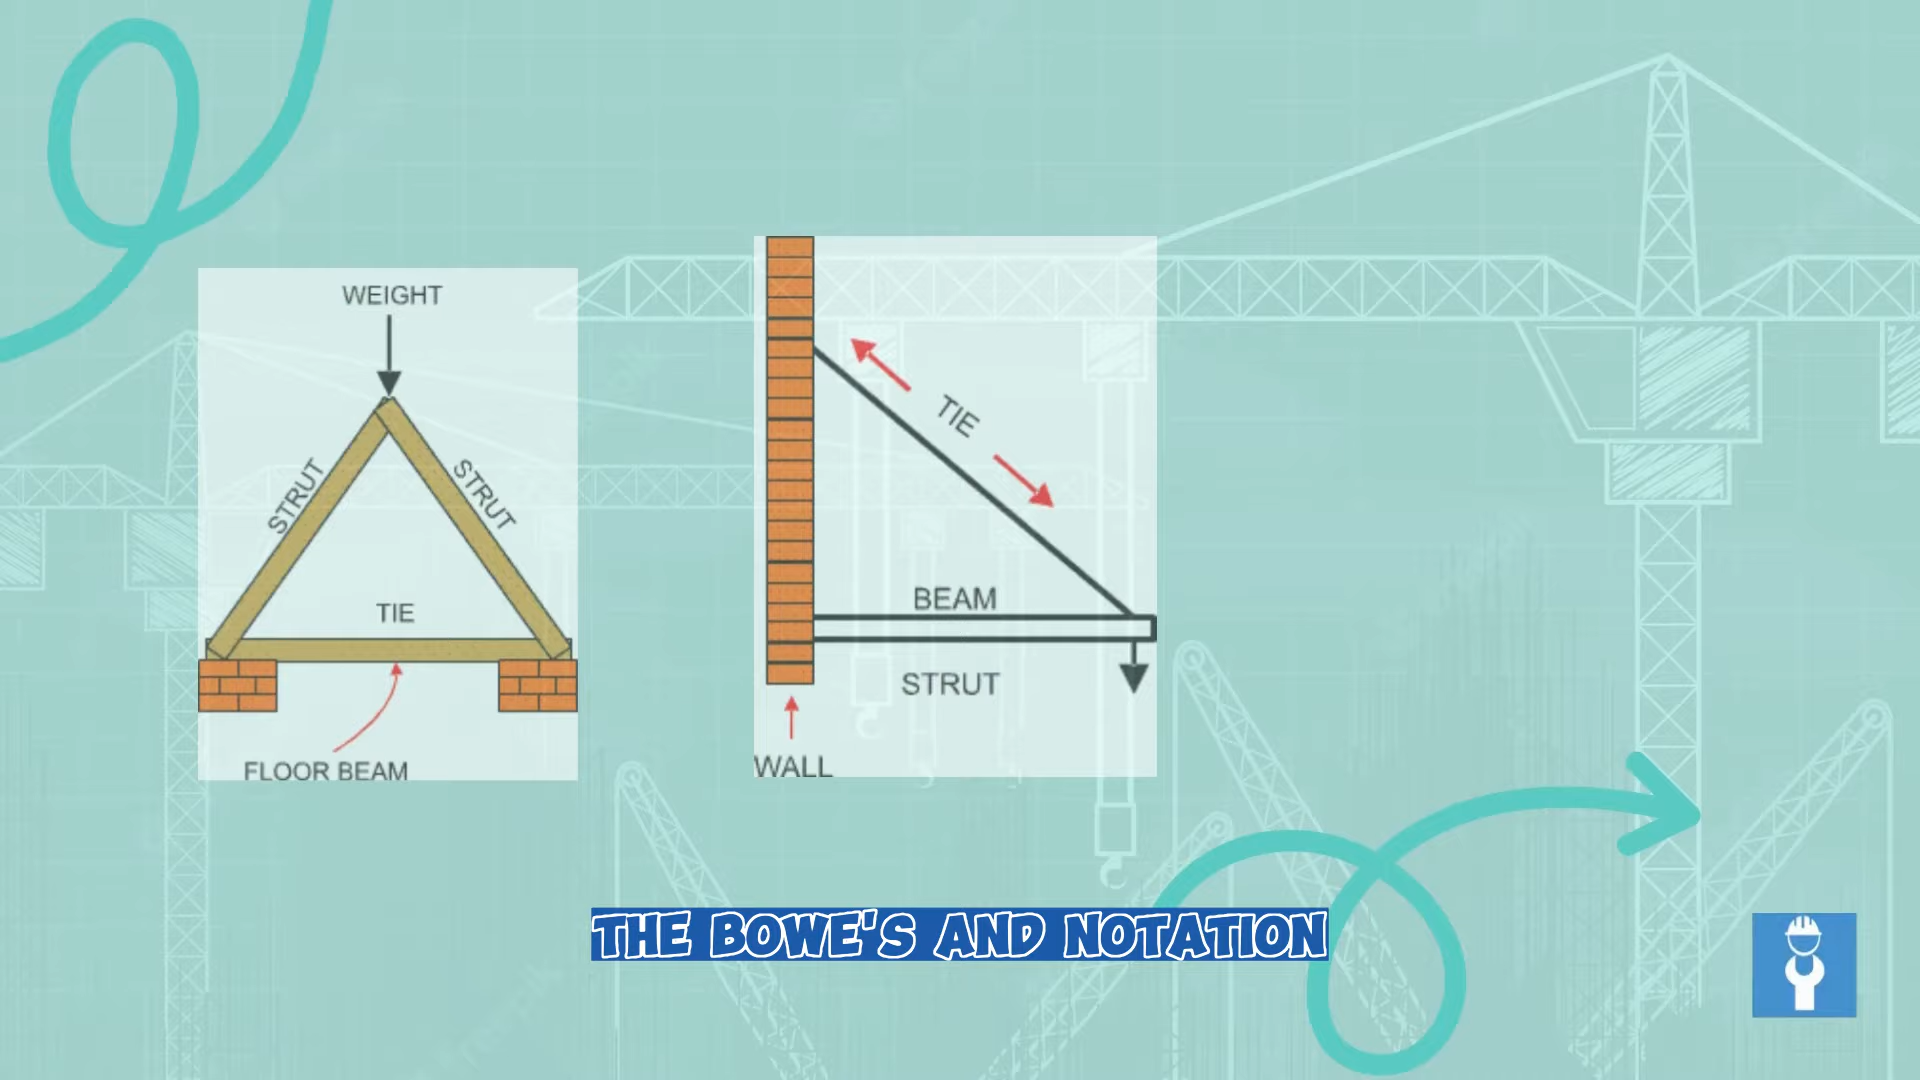 WEIGHT
STRUT
STRUT
TIE
FLOOR BEAM
TIE
BEAM
STRUT
WALL
THE BOWE'S AND NOTATION